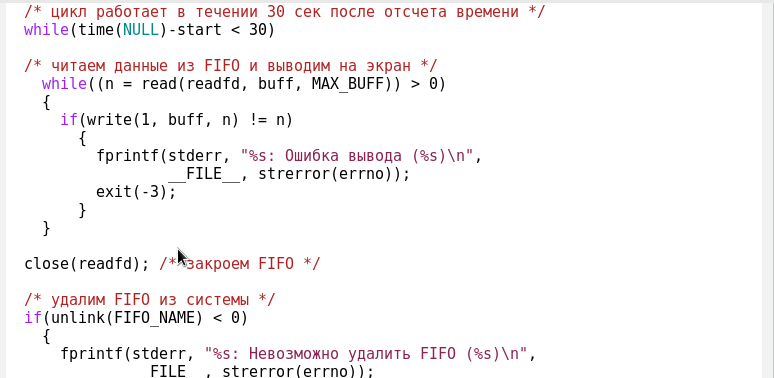 /* цикл работает в течении 30 сек после отсчета времени */
while(time(NULL)-start < 30)
/* читаем данные из FIFO и выводим на экран */
while((n = read(readfd, buff, MAX_BUFF)) > 0)
{
if(write(1, buff, n) != n)
{
fprintf(stderr, "%s: Ошибка вывода (%s)\n",
__FILE__, strerror(errno));
exit(-3);
}
}
close(readfd); /* закроем FIFO */
/* удалим FIFO из системы */
if(unlink(FIFO_NAME) < 0)
{
fprintf(stderr, "%s: Невозможно удалить FIFO (%s)\n",
__FILE__, strerror(errno));